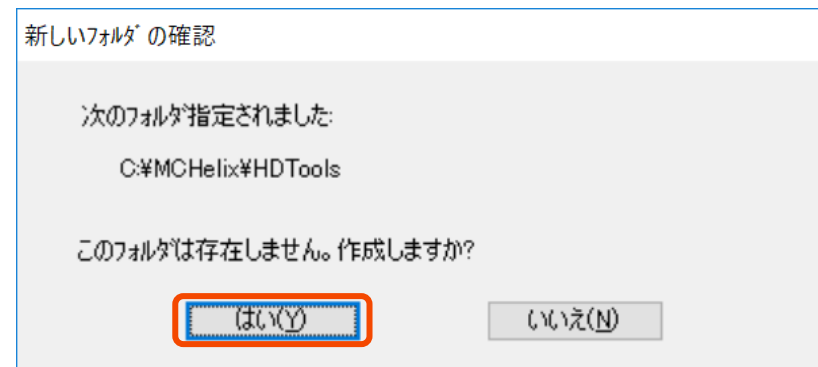 新しいﾌｫﾙﾀﾞの確認
次のﾌｫﾙﾀﾞ指定されました:
C:¥MCHelix¥HDTools
このﾌｫﾙﾀﾞは存在しません。作成しますか?
はい(Y)
いいえ(N)